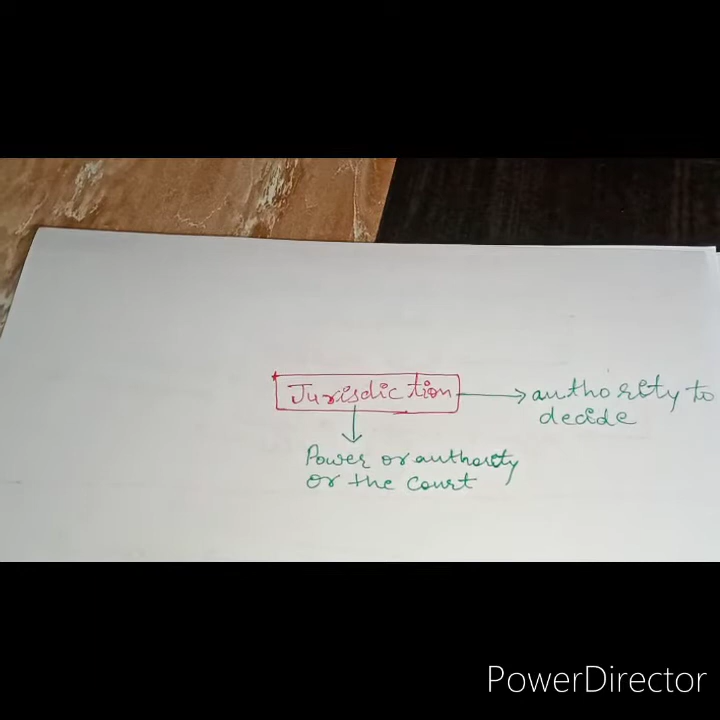 Jurisdiction
authority to
decide
Power or authority
or the court
PowerDirector